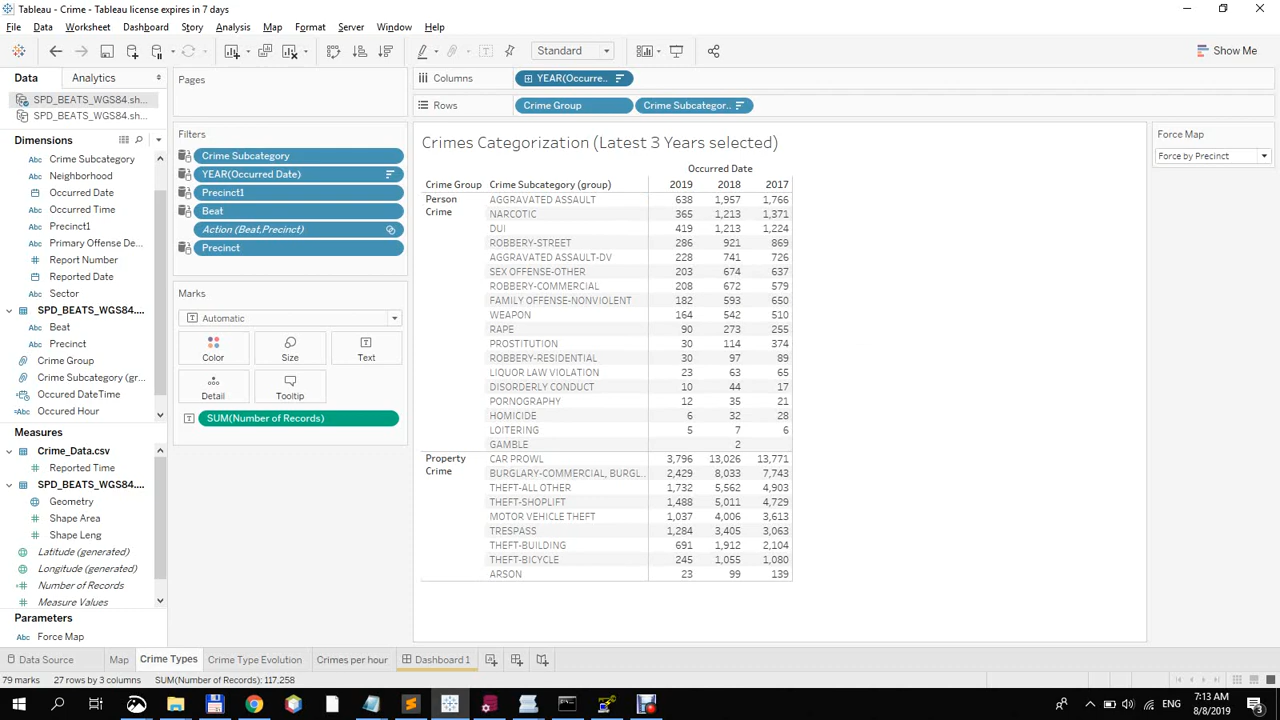 Tableau - Crime - Tableau license expires in 7 days
File Data Worksheet Dashboard Story Analysis Map Format Server Window Help
Standard
Show Me
Data Analytics
SPD_BEATS_WGS84.sh...
SPD_BEATS_WGS84.sh...
Dimensions
Abc Crime Subcategory
Abc Neighborhood
Occurred Date
Abc Occurred Time
Abc Precinct1
Abc Primary Offense De...
Abc Report Number
Reported Date
Abc Sector
SPD_BEATS_WGS84....
Abc Beat
Abc Precinct
Crime Group
Crime Subcategory (gr...
Occured DateTime
=Abc Occured Hour
Measures
Crime_Data.csv
# Reported Time
SPD_BEATS_WGS84....
Geometry
# Shape Area
# Shape Leng
Latitude (generated)
Longitude (generated)
=# Number of Records
# Measure Values
Parameters
Abc Force Map
Pages
Filters
Crime Subcategory
YEAR(Occurred Date)
Precinct1
Beat
Action (Beat,Precinct)
Precinct
Marks
Automatic
Color Size Text
Detail Tooltip
SUM(Number of Records)
Columns YEAR(Occurre..
Rows Crime Group Crime Subcategor..
Crimes Categorization (Latest 3 Years selected)
Occurred Date
Crime Group Crime Subcategory (group) 2019 2018 2017
Person Crime AGGRAVATED ASSAULT 638 1,957 1,766
NARCOTIC 365 1,213 1,371
DUI 419 1,213 1,224
ROBBERY-STREET 286 921 869
AGGRAVATED ASSAULT-DV 228 741 726
SEX OFFENSE-OTHER 203 674 637
ROBBERY-COMMERCIAL 208 672 579
FAMILY OFFENSE-NONVIOLENT 182 593 650
WEAPON 164 542 510
RAPE 90 273 255
PROSTITUTION 30 114 374
ROBBERY-RESIDENTIAL 30 97 89
LIQUOR LAW VIOLATION 23 63 65
DISORDERLY CONDUCT 10 44 17
PORNOGRAPHY 12 35 21
HOMICIDE 6 32 28
LOITERING 5 7 6
GAMBLE 2
Property Crime CAR PROWL 3,796 13,026 13,771
BURGLARY-COMMERCIAL, BURGL.. 2,429 8,033 7,743
THEFT-ALL OTHER 1,732 5,562 4,903
THEFT-SHOPLIFT 1,488 5,011 4,729
MOTOR VEHICLE THEFT 1,037 4,006 3,613
TRESPASS 1,284 3,405 3,063
THEFT-BUILDING 691 1,912 2,104
THEFT-BICYCLE 245 1,055 1,080
ARSON 23 99 139
Force Map
Force by Precinct
Data Source Map Crime Types Crime Type Evolution Crimes per hour Dashboard 1
79 marks 27 rows by 3 columns SUM(Number of Records): 117,258
ENG
7:13 AM
8/8/2019